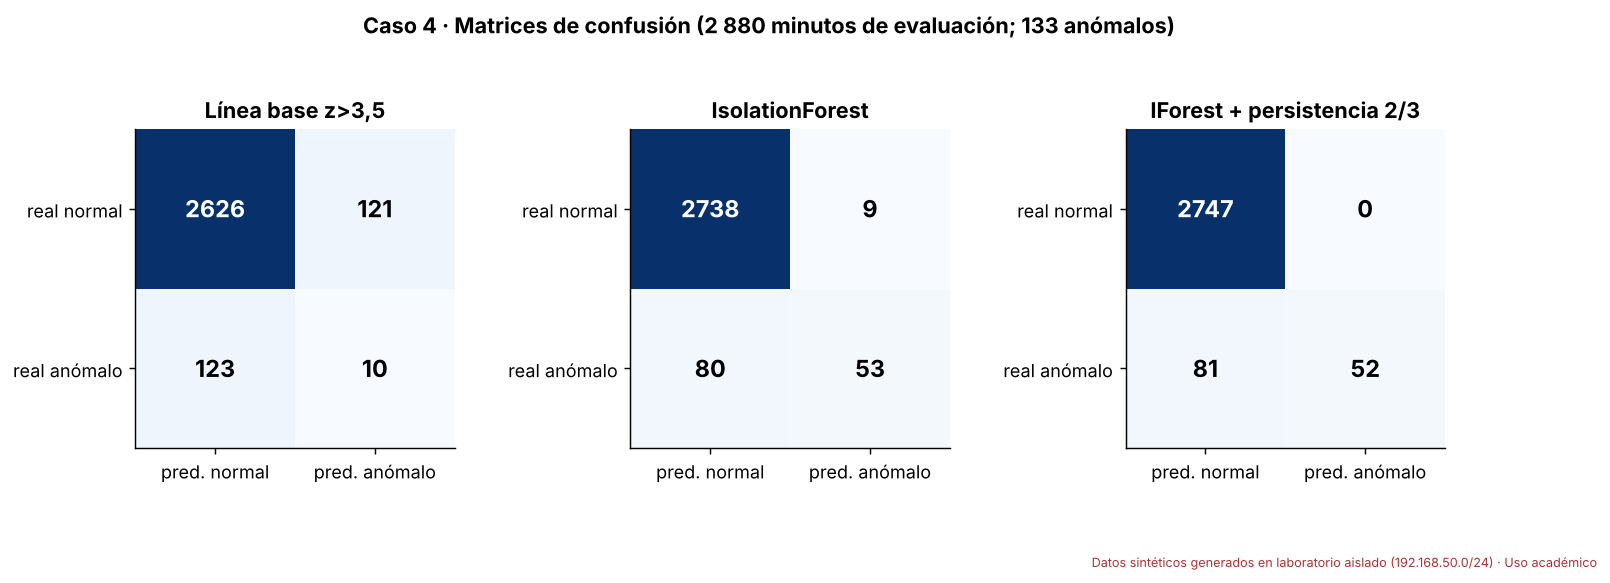 Caso 4 · Matrices de confusión (2 880 minutos de evaluación; 133 anómalos)
Línea base z>3,5
real normal
2626
121
real anómalo
123
10
pred. normal
pred. anómalo
IsolationForest
real normal
2738
9
real anómalo
80
53
pred. normal
pred. anómalo
IForest + persistencia 2/3
real normal
2747
0
real anómalo
81
52
pred. normal
pred. anómalo
Datos sintéticos generados en laboratorio aislado (192.168.50.0/24) · Uso académico